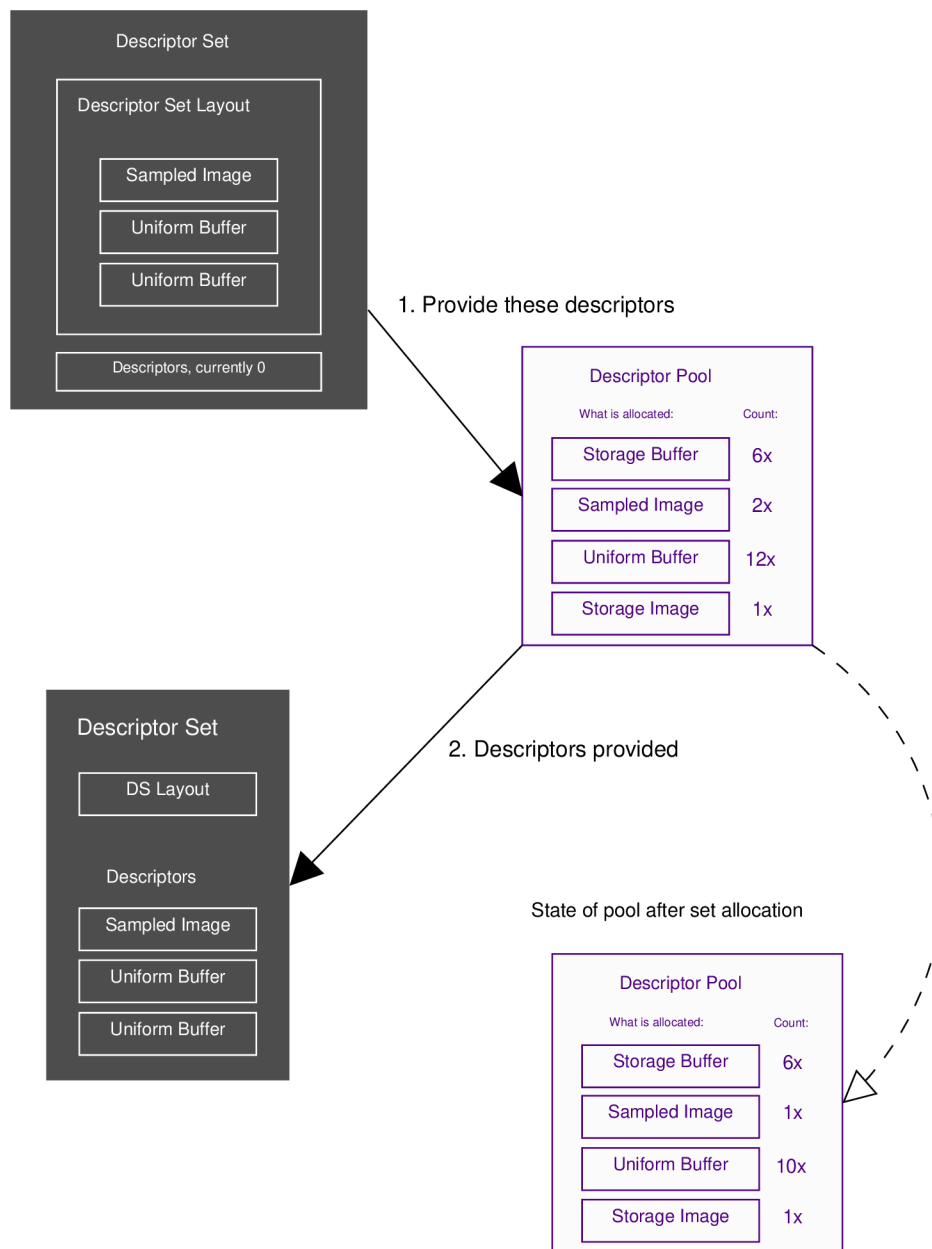 Descriptor Set
Descriptor Set Layout
Sampled Image
Uniform Buffer
Uniform Buffer
Descriptors, currently 0
1. Provide these descriptors
Descriptor Pool
What is allocated: Count:
Storage Buffer 6x
Sampled Image 2x
Uniform Buffer 12x
Storage Image 1x
2. Descriptors provided
Descriptor Set
DS Layout
Descriptors
Sampled Image
Uniform Buffer
Uniform Buffer
State of pool after set allocation
Descriptor Pool
What is allocated: Count:
Storage Buffer 6x
Sampled Image 1x
Uniform Buffer 10x
Storage Image 1x